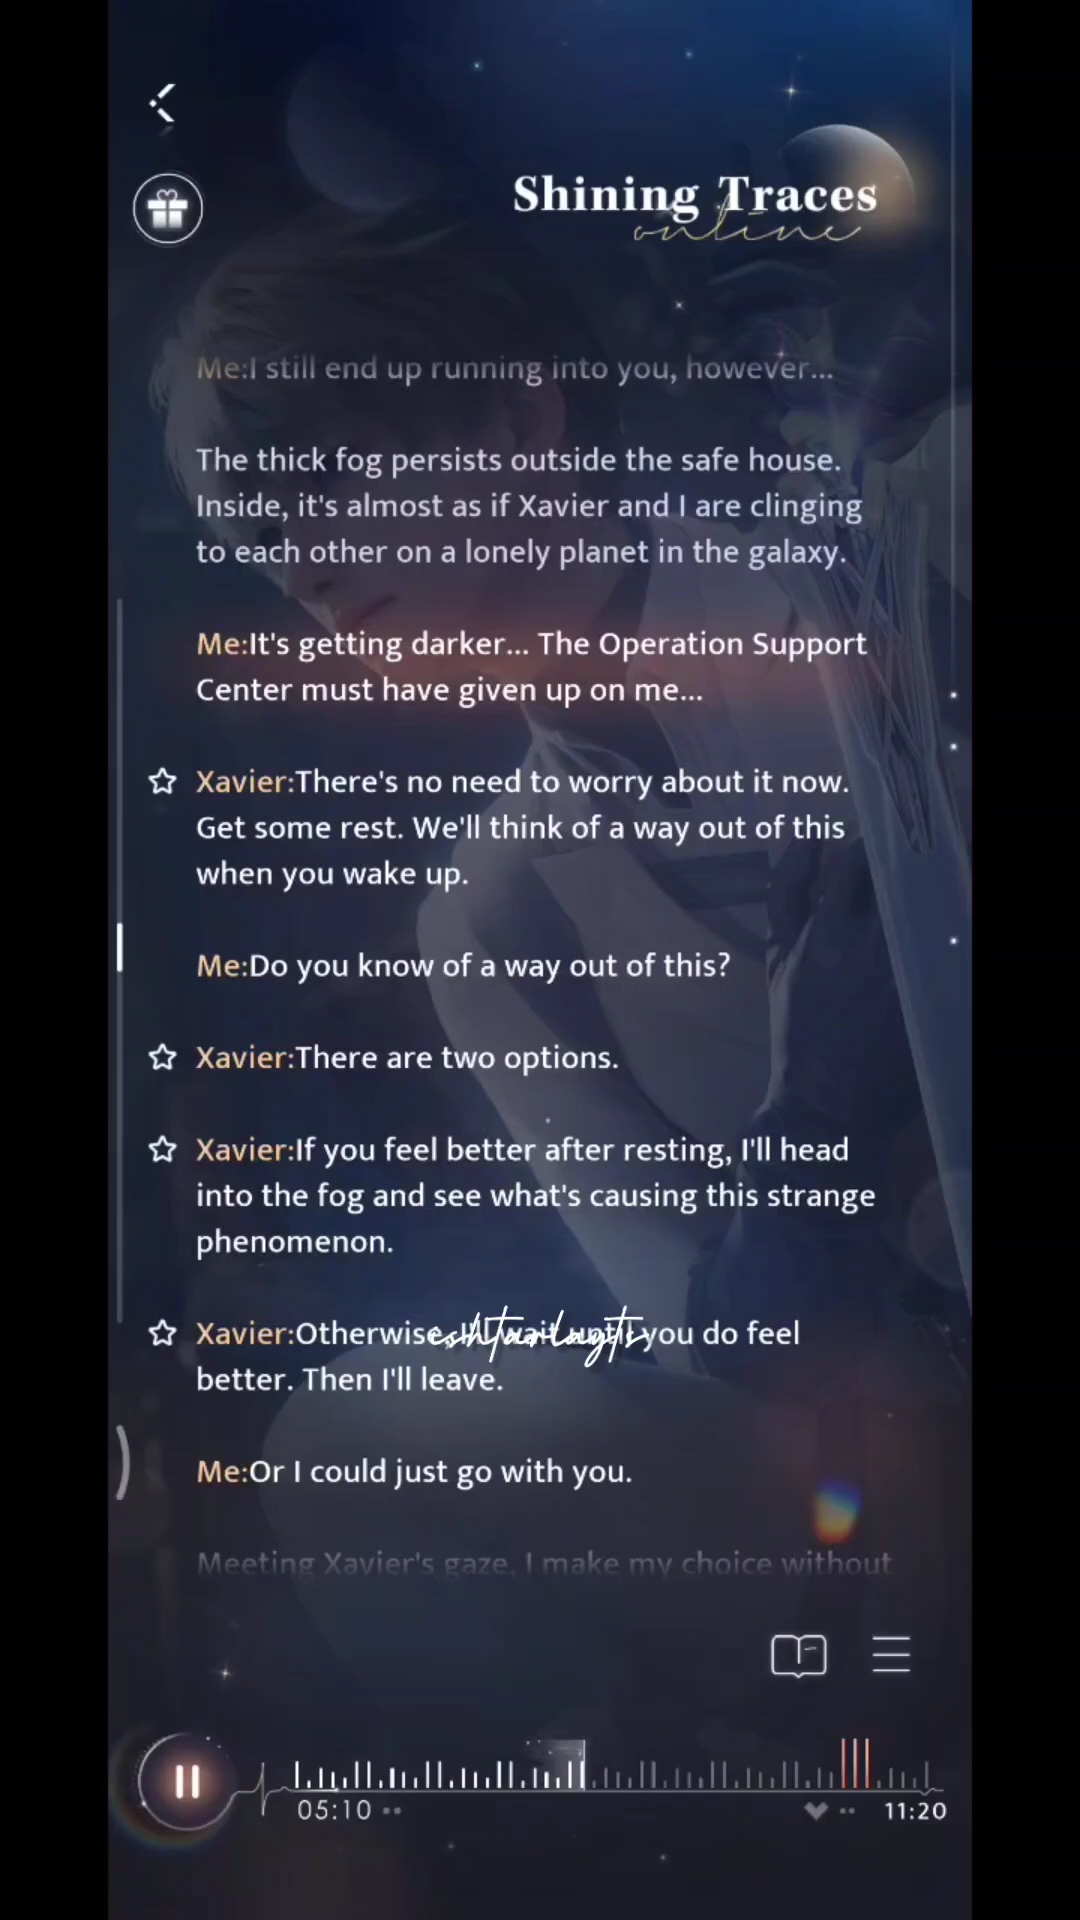 Shining Traces
online
Me:I still end up running into you, however...
The thick fog persists outside the safe house.
Inside, it's almost as if Xavier and I are clinging
to each other on a lonely planet in the galaxy.
Me:It's getting darker... The Operation Support
Center must have given up on me...
Xavier:There's no need to worry about it now.
Get some rest. We'll think of a way out of this
when you wake up.
Me:Do you know of a way out of this?
Xavier:There are two options.
Xavier:If you feel better after resting, I'll head
into the fog and see what's causing this strange
phenomenon.
Xavier:Otherwise, I'll wait until you do feel
better. Then I'll leave.
Me:Or I could just go with you.
Meeting Xavier's gaze, I make my choice without
05:10
11:20